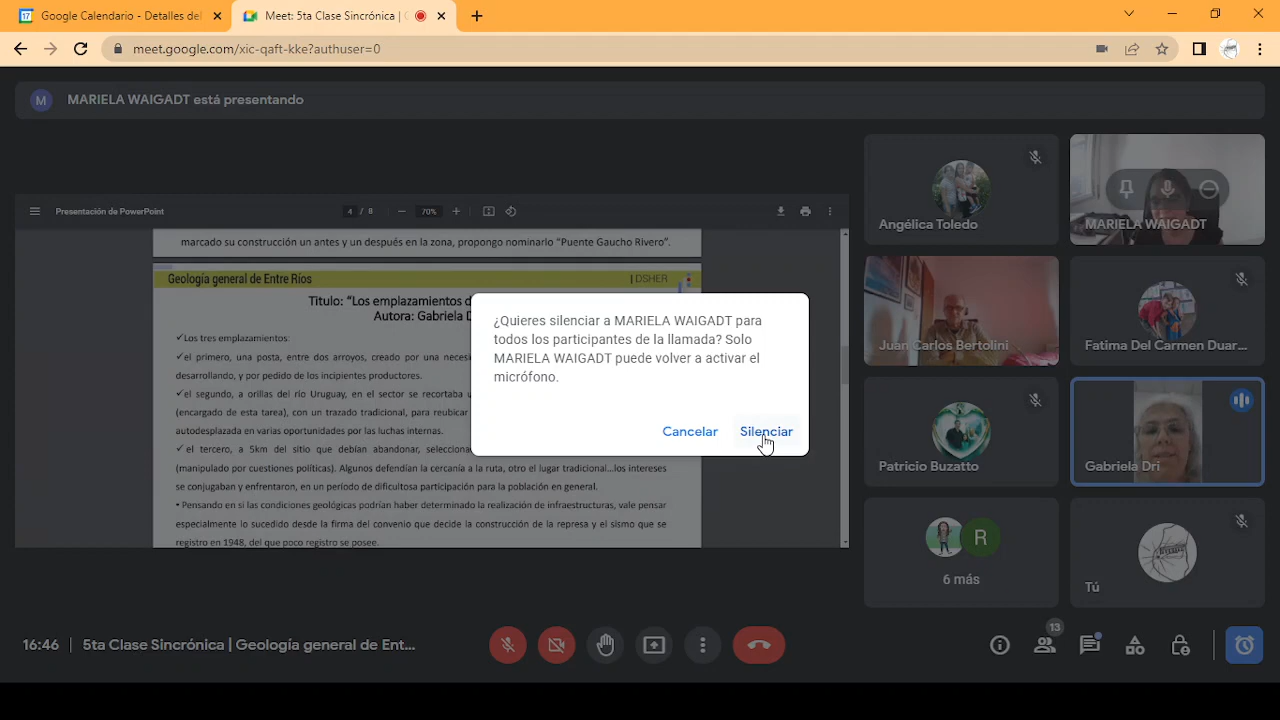 Google Calendario - Detalles del
Meet: 5ta Clase Sincrónica | G
meet.google.com/xic-qaft-kke?authuser=0
M
MARIELA WAIGADT está presentando
Presentación de PowerPoint
4 / 8
70%
marcado su construcción un antes y un después en la zona, propongo nominarlo “Puente Gaucho Rivero”.
Geología general de Entre Ríos
| DSHER
Titulo: “Los emplazamientos d
Autora: Gabriela D
✓Los tres emplazamientos:
✓el primero, una posta, entre dos arroyos, creado por una neces
desarrollando, y por pedido de los incipientes productores.
✓el segundo, a orillas del río Uruguay, en el sector se recortaba u
(encargado de esta tarea), con un trazado tradicional, para reubicar
autodesplazada en varias oportunidades por las luchas internas.
✓ el tercero, a 5km del sitio que debían abandonar, selecciona
(manipulado por cuestiones políticas). Algunos defendían la cercanía a la ruta, otro el lugar tradicional...los intereses
se conjugaban y enfrentaron, en un período de dificultosa participación para la población en general.
• Pensando en si las condiciones geológicas podrían haber determinado la realización de infraestructuras, vale pensar
especialmente lo sucedido desde la firma del convenio que decide la construcción de la represa y el sismo que se
registro en 1948, del que poco registro se posee.
¿Quieres silenciar a MARIELA WAIGADT para
todos los participantes de la llamada? Solo
MARIELA WAIGADT puede volver a activar el
micrófono.
Cancelar
Silenciar
Angélica Toledo
MARIELA WAIGADT
Juan Carlos Bertolini
Fatima Del Carmen Duar...
Patricio Buzatto
Gabriela Dri
R
6 más
Tú
16:46 | 5ta Clase Sincrónica | Geología general de Ent...
13